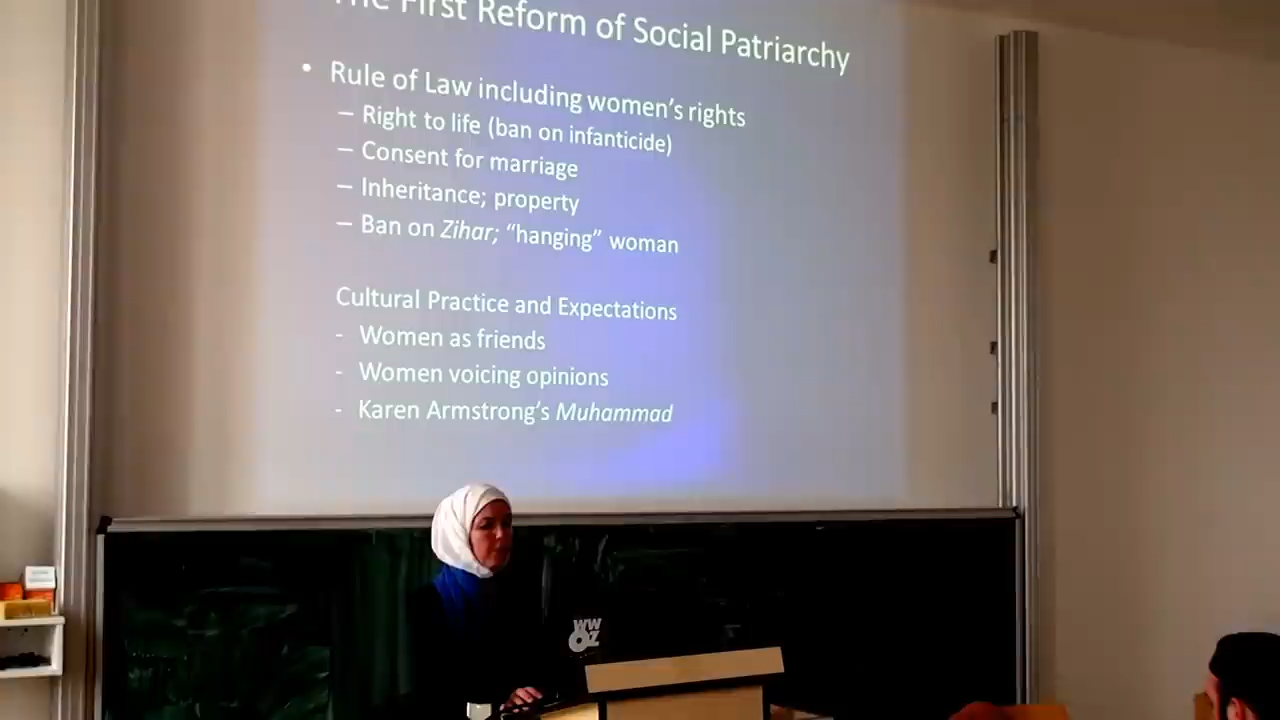 The First Reform of Social Patriarchy
• Rule of Law including women's rights
– Right to life (ban on infanticide)
– Consent for marriage
– Inheritance; property
– Ban on Zihar; “hanging” woman
Cultural Practice and Expectations
- Women as friends
- Women voicing opinions
- Karen Armstrong's Muhammad
WW
OZ